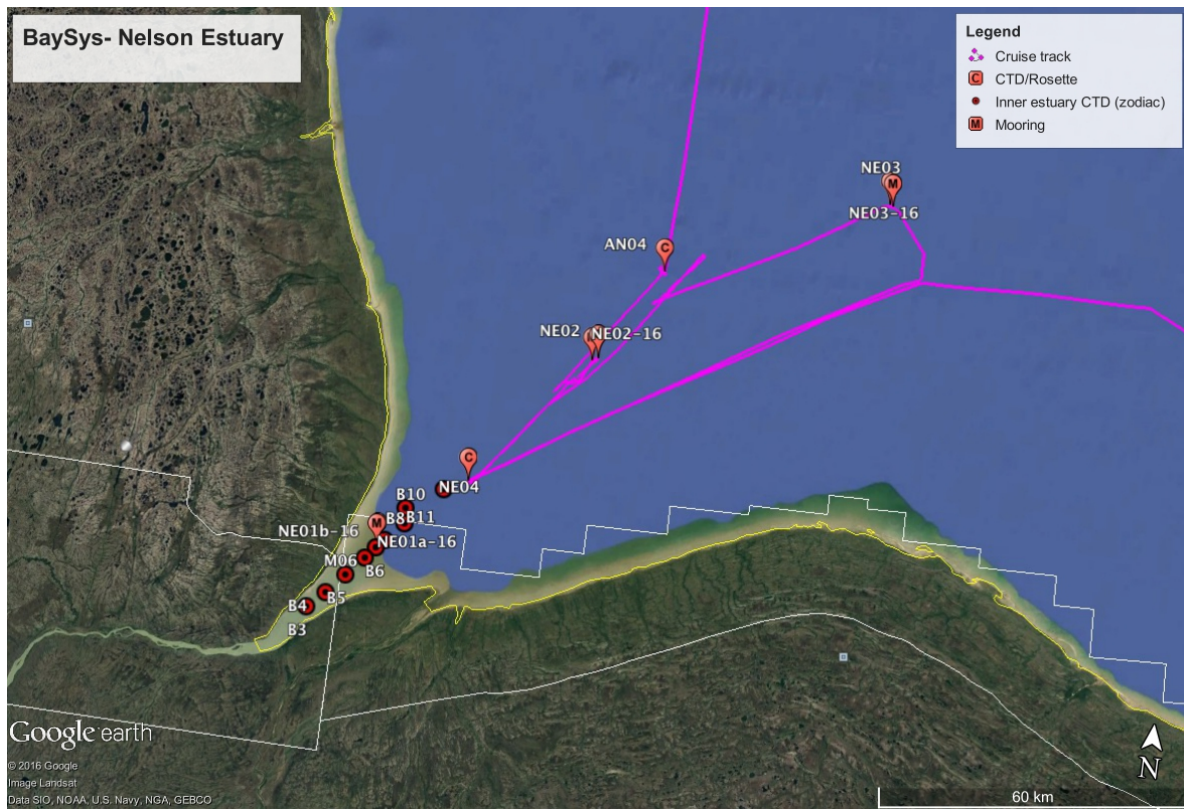 BaySys- Nelson Estuary
Legend
Cruise track
C CTD/Rosette
Inner estuary CTD (zodiac)
M Mooring
NE03
M
NE03-16
AN04
C
NE02
NE02-16
C
NE04
B10
B8
B11
M
NE01b-16
NE01a-16
M06
B6
B5
B4
B3
Google earth
© 2016 Google
Image Landsat
Data SIO, NOAA, U.S. Navy, NGA, GEBCO
N
60 km